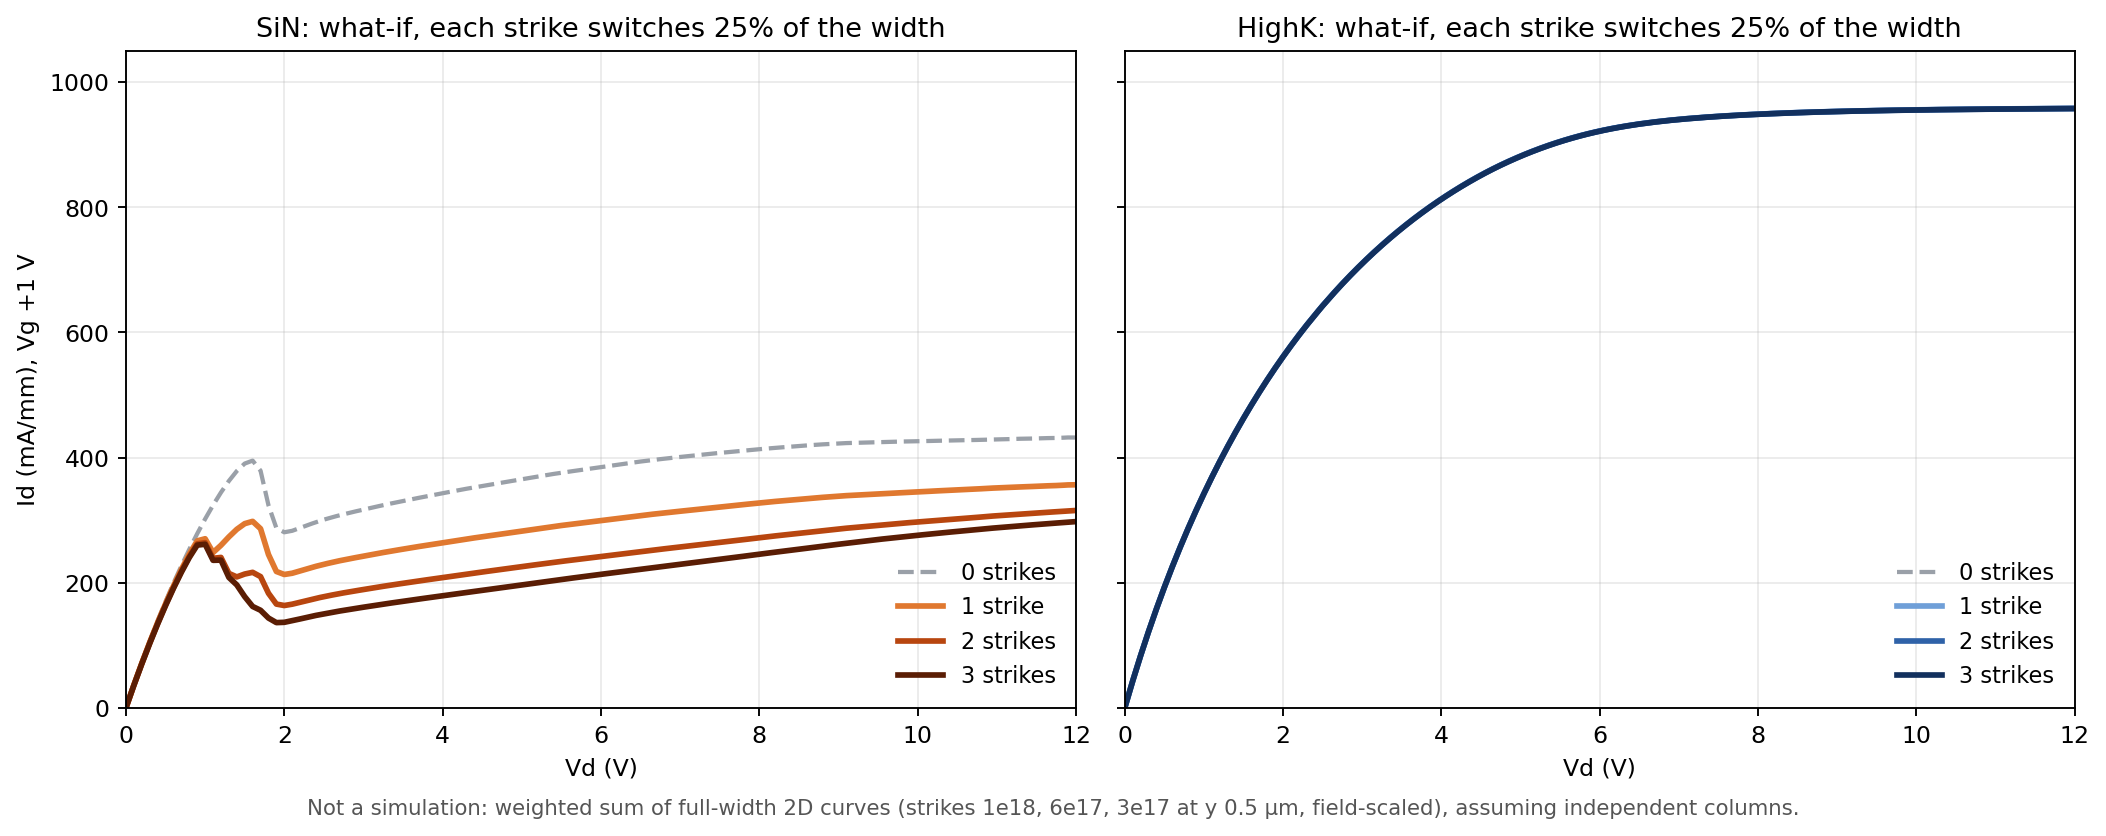 SiN: what-if, each strike switches 25% of the width
1000
800
600
400
200
0
Id (mA/mm), Vg +1 V
0 2 4 6 8 10 12
Vd (V)
0 strikes
1 strike
2 strikes
3 strikes
HighK: what-if, each strike switches 25% of the width
0 2 4 6 8 10 12
Vd (V)
0 strikes
1 strike
2 strikes
3 strikes
Not a simulation: weighted sum of full-width 2D curves (strikes 1e18, 6e17, 3e17 at y 0.5 µm, field-scaled), assuming independent columns.